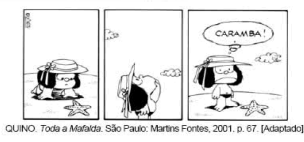 CARAMBA!
QUINO. Toda a Mafalda. São Paulo: Martins Fontes, 2001. p. 67. [Adaptado]